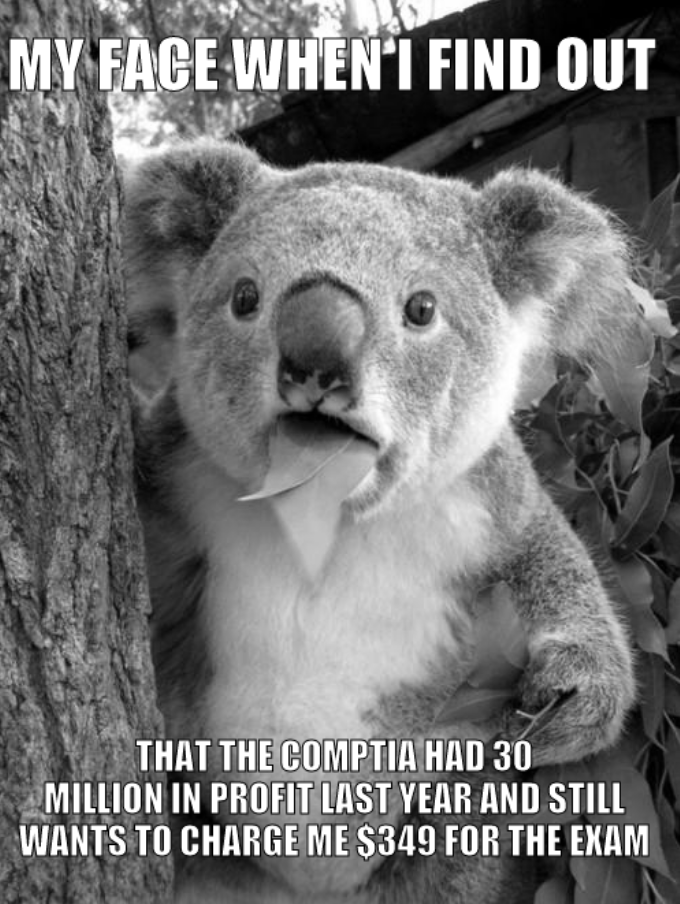 MY FACE WHEN I FIND OUT
THAT THE COMPTIA HAD 30
MILLION IN PROFIT LAST YEAR AND STILL
WANTS TO CHARGE ME $349 FOR THE EXAM